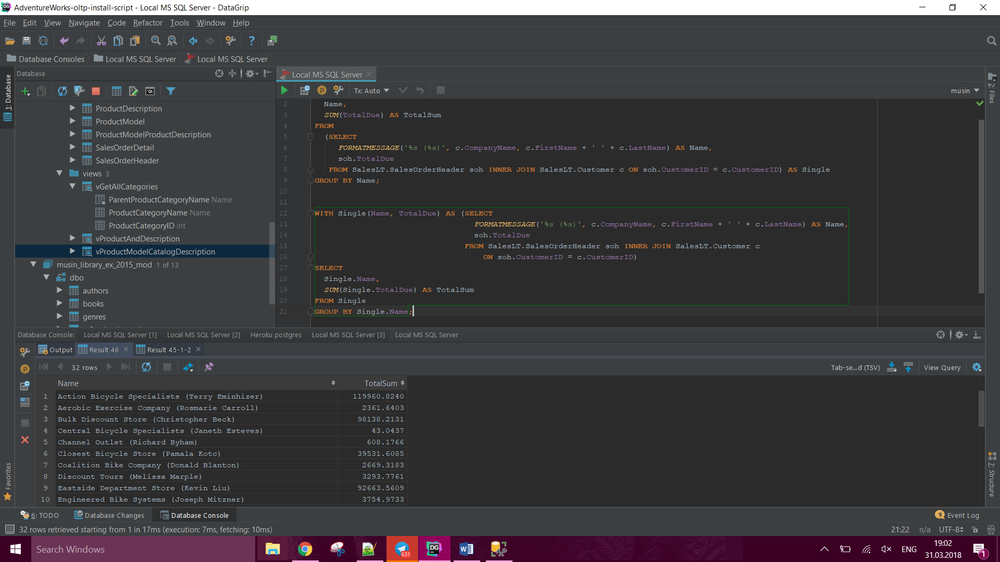 AdventureWorks-oltp-install-script - Local MS SQL Server - DataGrip
File Edit View Navigate Code Refactor Tools Window Help
Database Consoles Local MS SQL Server Local MS SQL Server
1: Database
Database
ProductDescription
ProductModel
ProductModelProductDescription
SalesOrderDetail
SalesOrderHeader
views 3
vGetAllCategories
ParentProductCategoryName Name
ProductCategoryName Name
ProductCategoryID int
vProductAndDescription
vProductModelCatalogDescription
musin_library_ex_2015_mod 1 of 13
dbo
authors
books
genres
Local MS SQL Server
Tx: Auto
musin
2: Files
2 Name,
3 SUM(TotalDue) AS TotalSum
4 FROM
5 (SELECT
6 FORMATMESSAGE('%s (%s)', c.CompanyName, c.FirstName + ' ' + c.LastName) AS Name,
7 soh.TotalDue
8 FROM SalesLT.SalesOrderHeader soh INNER JOIN SalesLT.Customer c ON soh.CustomerID = c.CustomerID) AS Single
9 GROUP BY Name;
10
11
12 WITH Single(Name, TotalDue) AS (SELECT
13 FORMATMESSAGE('%s (%s)', c.CompanyName, c.FirstName + ' ' + c.LastName) AS Name,
14 soh.TotalDue
15 FROM SalesLT.SalesOrderHeader soh INNER JOIN SalesLT.Customer c
16 ON soh.CustomerID = c.CustomerID)
17 SELECT
18 Single.Name,
19 SUM(Single.TotalDue) AS TotalSum
20 FROM Single
21 GROUP BY Single.Name;
Database Console: Local MS SQL Server [1] Local MS SQL Server [2] Heroku postgres Local MS SQL Server [3] Local MS SQL Server
Output Result 46 Result 45-1-2
32 rows
Tab-se...d (TSV) View Query
Name TotalSum
1 Action Bicycle Specialists (Terry Eminhizer) 119960.8240
2 Aerobic Exercise Company (Rosmarie Carroll) 2361.6403
3 Bulk Discount Store (Christopher Beck) 98138.2131
4 Central Bicycle Specialists (Janeth Esteves) 43.0437
5 Channel Outlet (Richard Byham) 608.1766
6 Closest Bicycle Store (Pamala Kotc) 39531.6085
7 Coalition Bike Company (Donald Blanton) 2669.3183
8 Discount Tours (Melissa Marple) 3293.7761
9 Eastside Department Store (Kevin Liu) 92663.5609
10 Engineered Bike Systems (Joseph Mitzner) 3754.9733
Favorites
7: Structure
6: TODO Database Changes Database Console
9 Event Log
32 rows retrieved starting from 1 in 17ms (execution: 7ms, fetching: 10ms)
21:22 n/a UTF-8
Search Windows
631
DG
ENG
19:02
31.03.2018
1